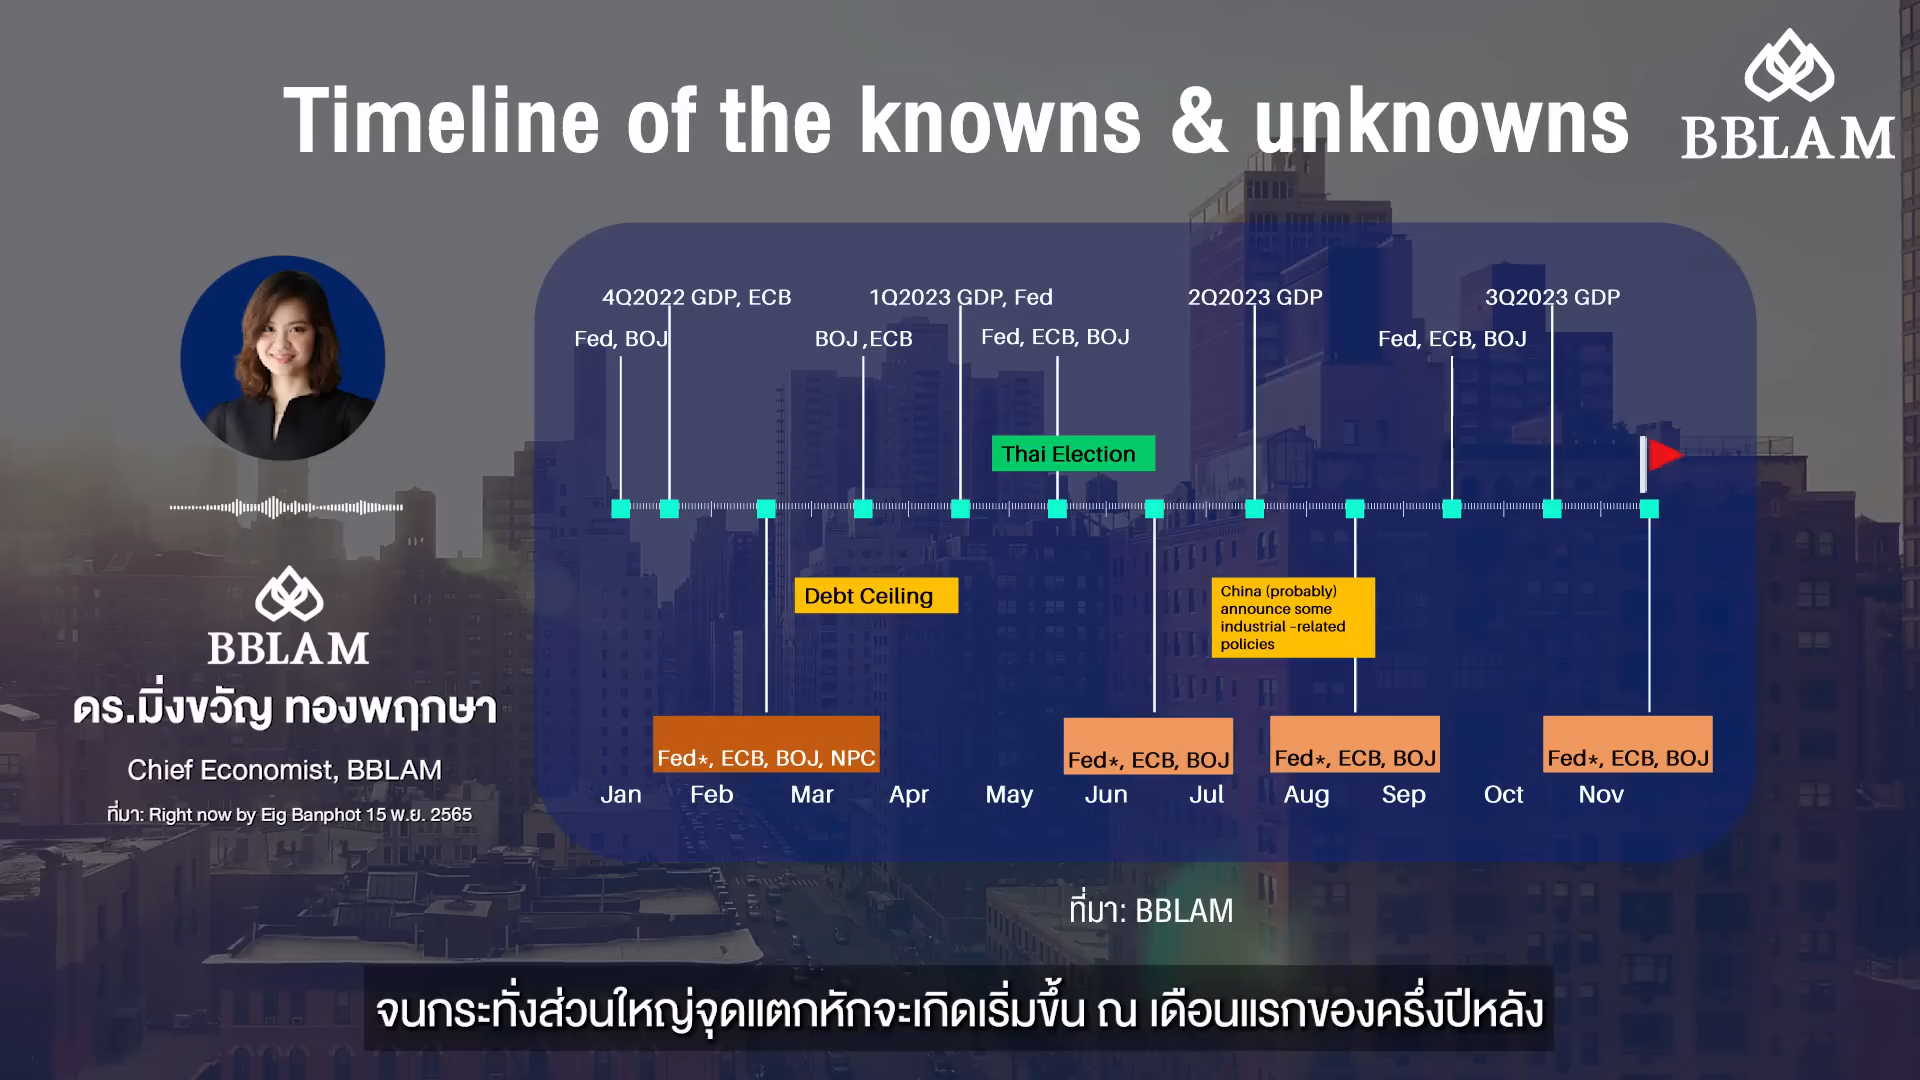 Timeline of the knowns & unknowns
BBLAM
4Q2022 GDP, ECB
1Q2023 GDP, Fed
2Q2023 GDP
3Q2023 GDP
Fed, BOJ
BOJ ,ECB
Fed, ECB, BOJ
Fed, ECB, BOJ
Thai Election
Debt Ceiling
China (probably)
announce some
industrial –related
policies
Fed*, ECB, BOJ, NPC
Fed*, ECB, BOJ
Fed*, ECB, BOJ
Fed*, ECB, BOJ
Jan Feb Mar Apr May Jun Jul Aug Sep Oct Nov
BBLAM
ดร.มิ่งขวัญ ทองพฤกษา
Chief Economist, BBLAM
ที่มา: Right now by Eig Banphot 15 พ.ย. 2565
ที่มา: BBLAM
จนกระทั่งส่วนใหญ่จุดแตกหักจะเกิดเริ่มขึ้น ณ เดือนแรกของครึ่งปีหลัง